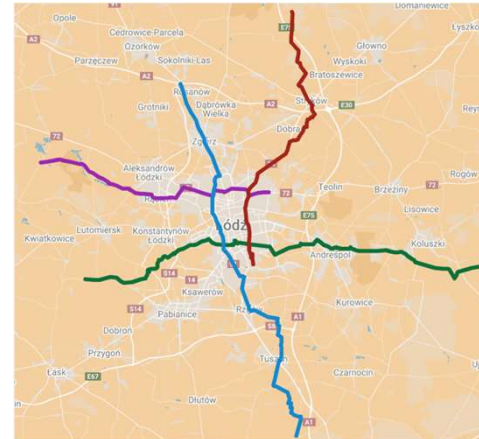 Opole
Domaniewice
E75
Cedrowice-Parcela
Łyszko
A2
Ozorków
Głowno
Parzęczew
Sokolniki-Las
Wyskoki
Bratoszewice
A2
Rosanów
Stryków
Grotniki
Dąbrówka
Wielka
A2
E30
Dobra
72
Zgierz
Aleksandrów
Łódzki
72
Rogów
Teolin
Brzeziny
72
Lisowice
E75
Lutomiersk
Konstantynów
Łódzki
Kwiatkowice
Koluszki
Andrespol
S14
14
Ksawerów
Kurowice
S14
Pabianice
A1
Dobroń
Przygoń
Tuszyn
Łask
E67
Czarnocin
Dłutów
A1